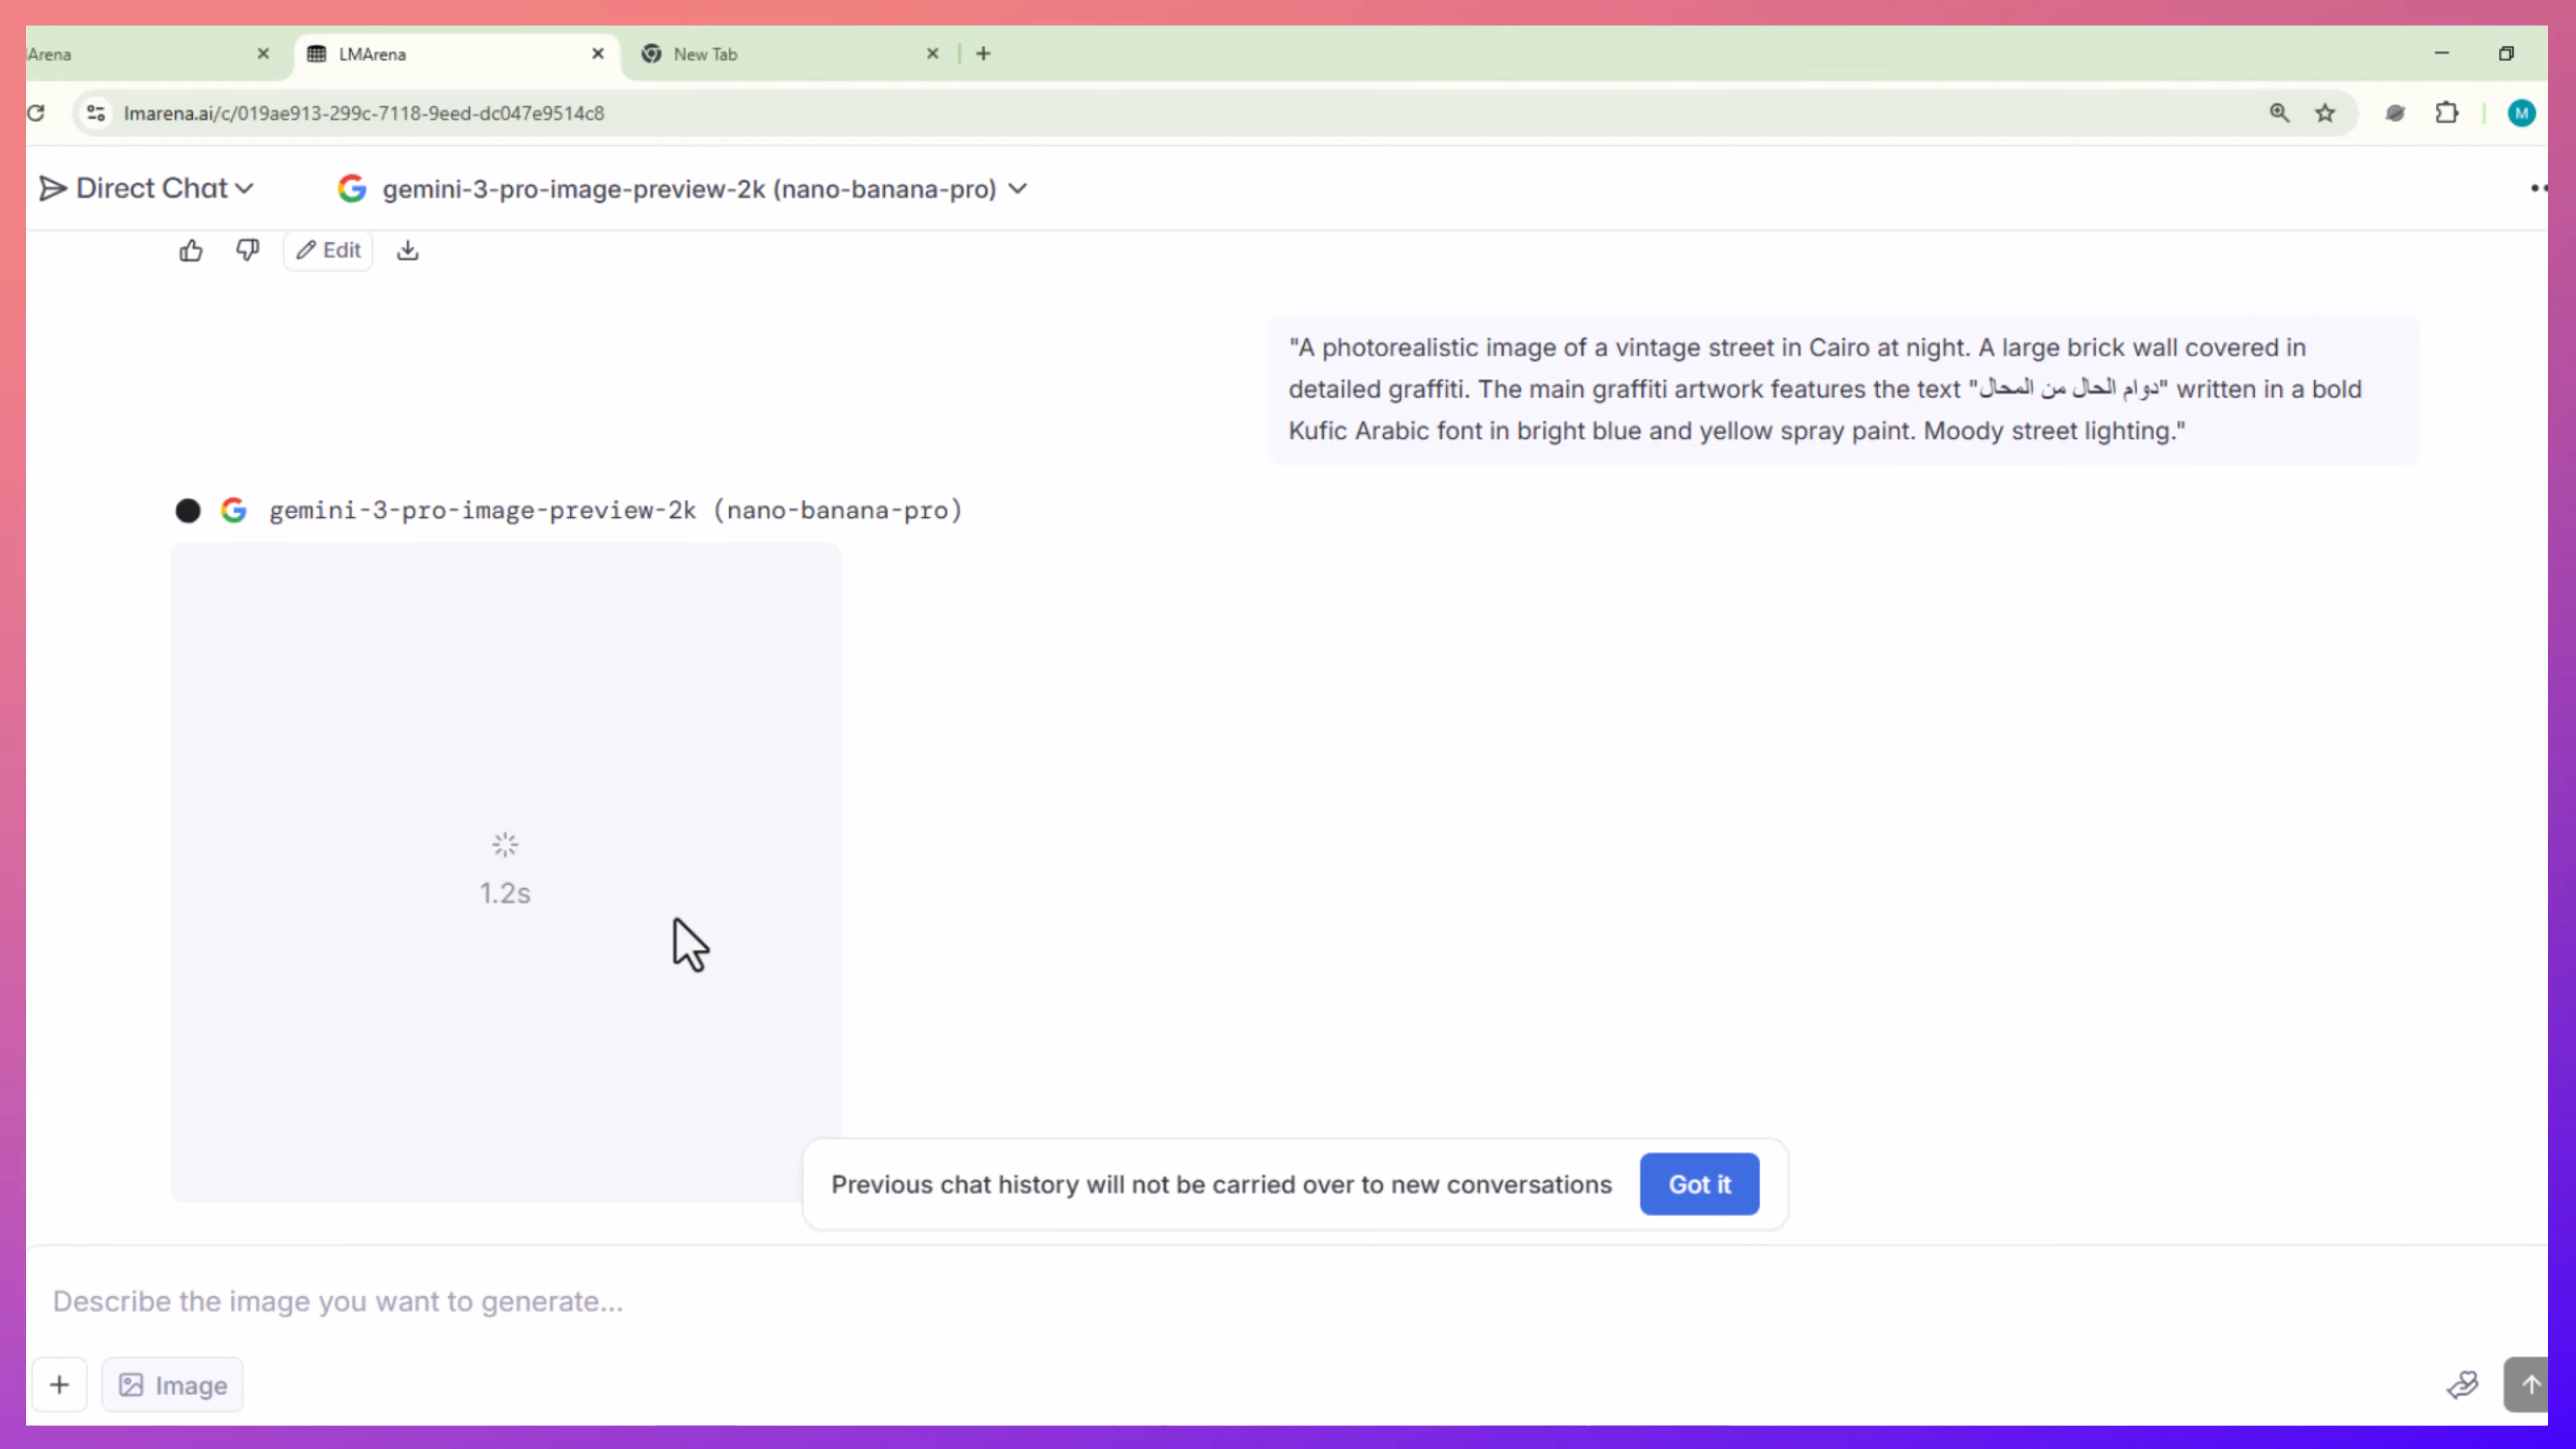 Arena
LMArena
New Tab
lmarena.ai/c/019ae913-299c-7118-9eed-dc047e9514c8
M
Direct Chat
gemini-3-pro-image-preview-2k (nano-banana-pro)
Edit
"A photorealistic image of a vintage street in Cairo at night. A large brick wall covered in
detailed graffiti. The main graffiti artwork features the text "دوام الحال من المحال" written in a bold
Kufic Arabic font in bright blue and yellow spray paint. Moody street lighting."
gemini-3-pro-image-preview-2k (nano-banana-pro)
1.2s
Previous chat history will not be carried over to new conversations
Got it
Describe the image you want to generate...
Image